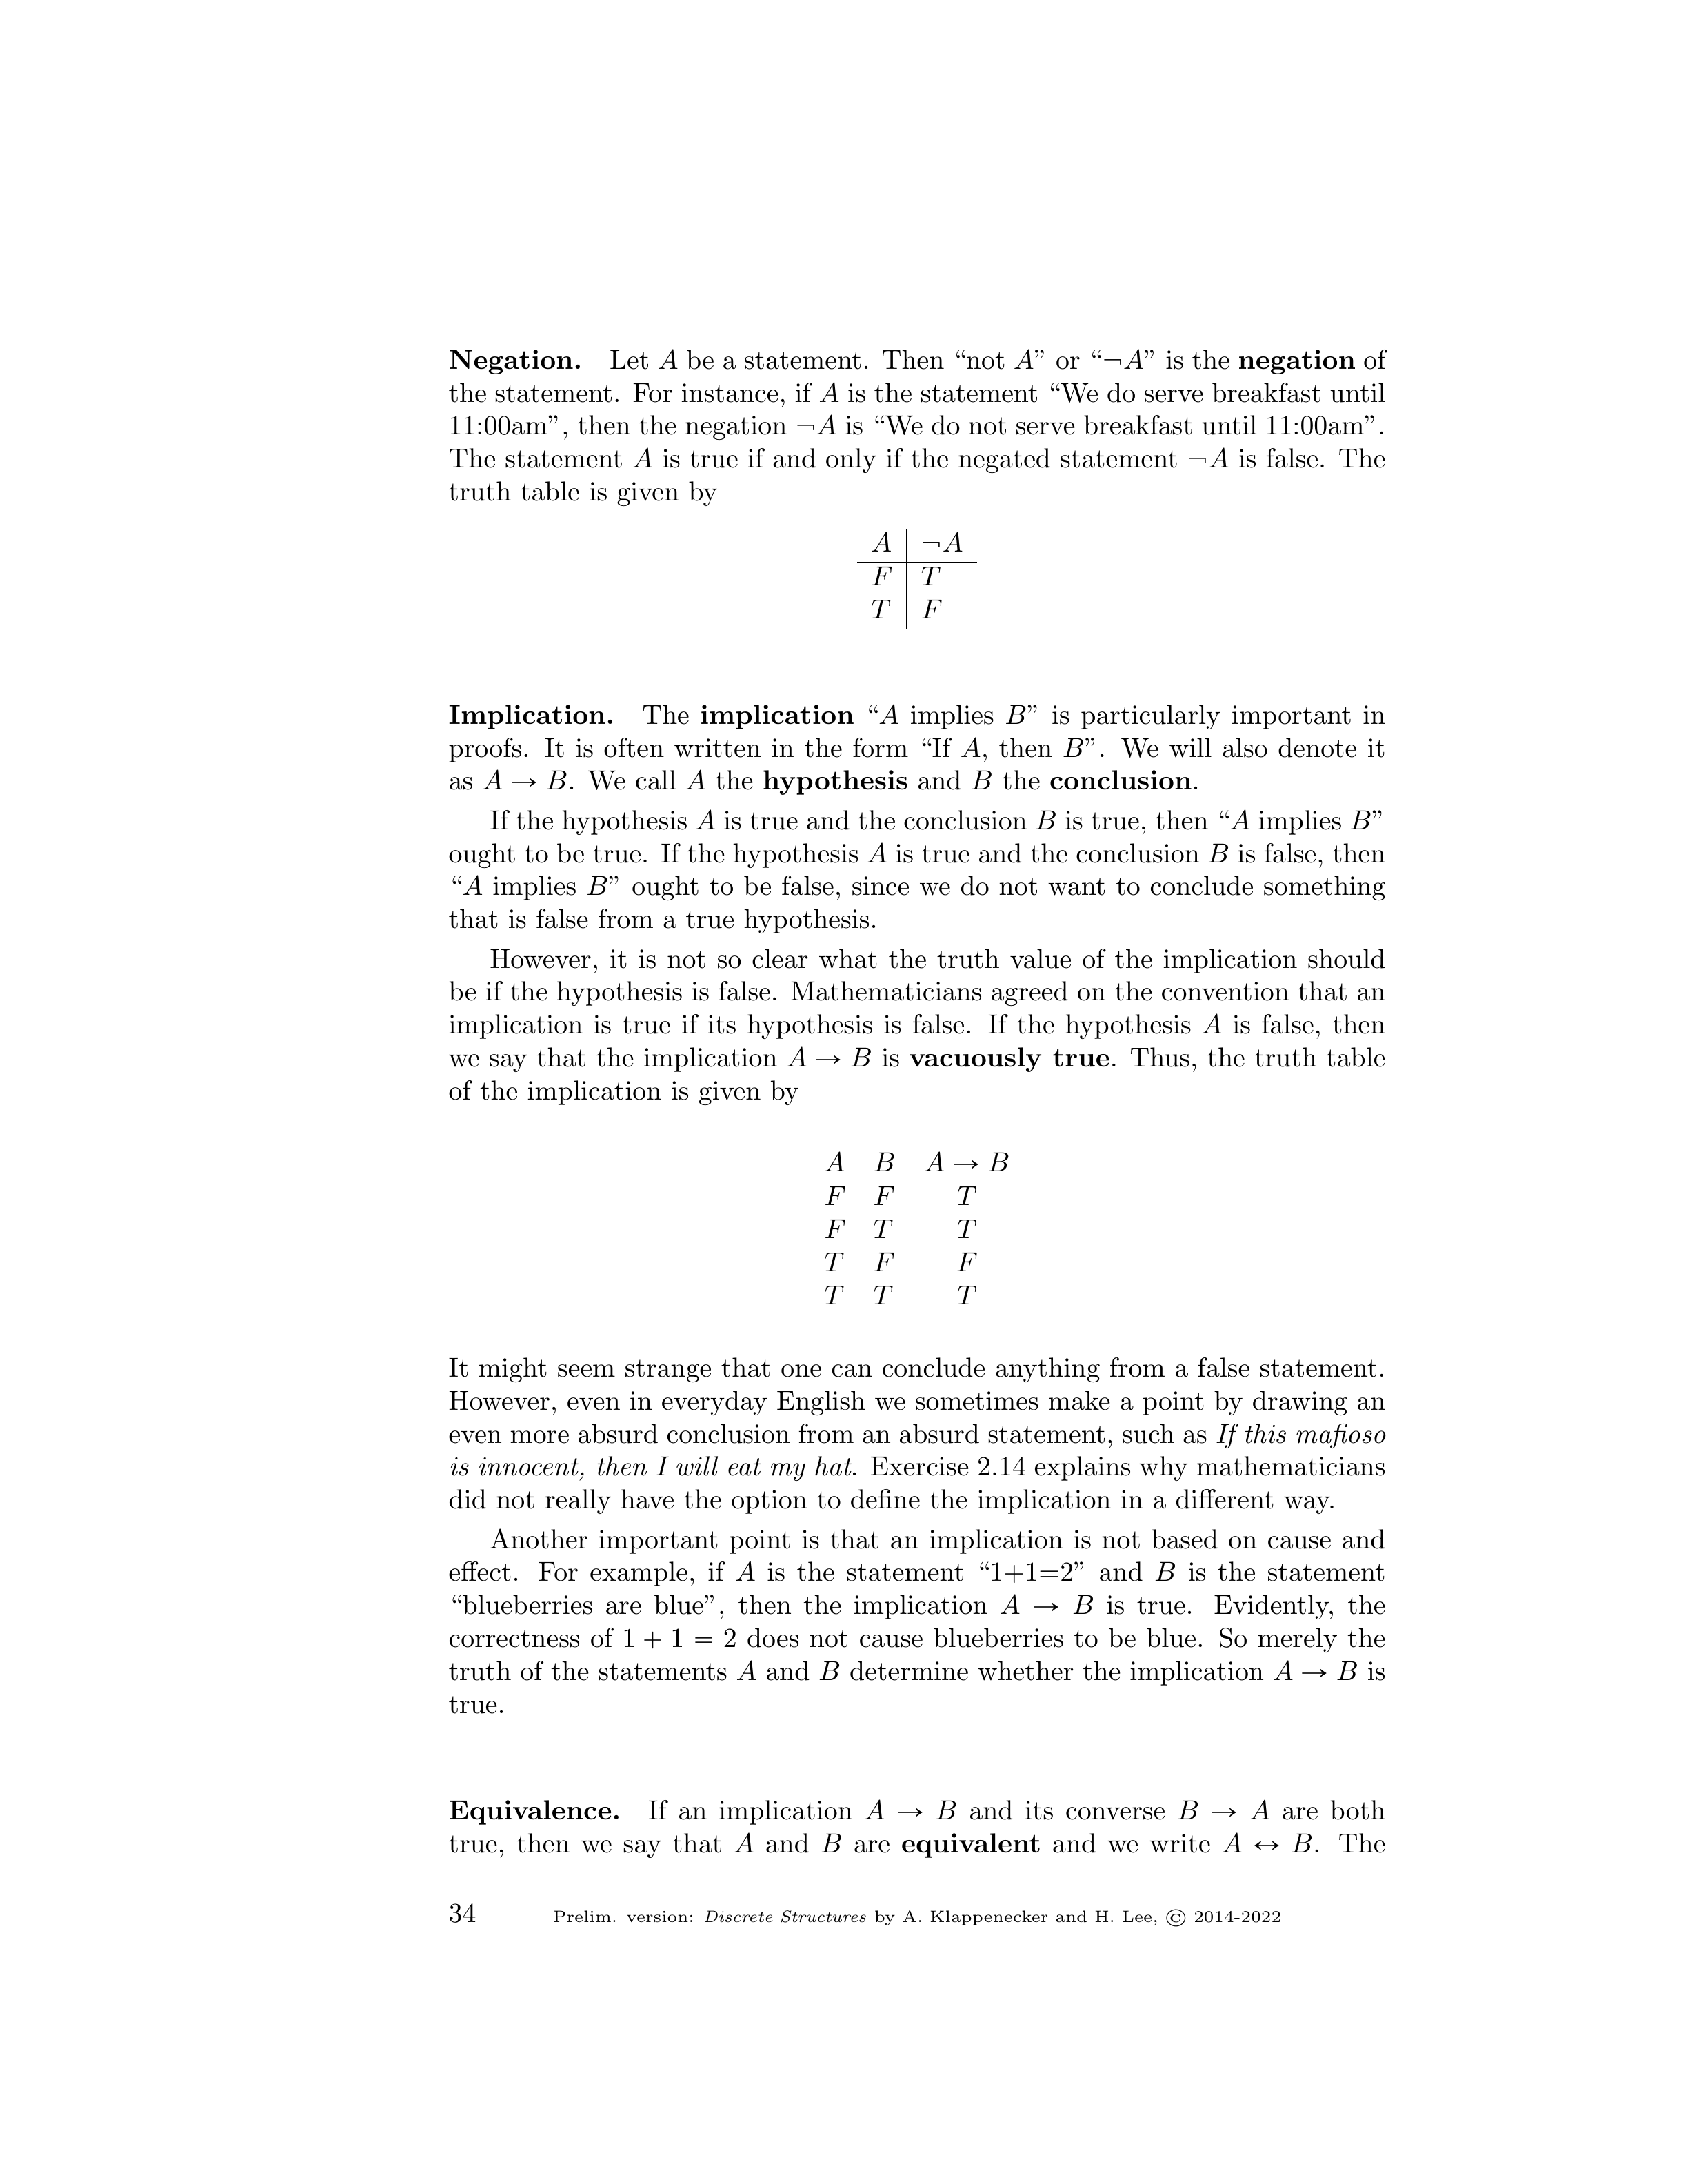 Negation. Let A be a statement. Then “not A” or “¬A” is the negation of
the statement. For instance, if A is the statement “We do serve breakfast until
11:00am”, then the negation ¬A is “We do not serve breakfast until 11:00am”.
The statement A is true if and only if the negated statement ¬A is false. The
truth table is given by
A ¬A
F T
T F
Implication. The implication “A implies B” is particularly important in
proofs. It is often written in the form “If A, then B”. We will also denote it
as A → B. We call A the hypothesis and B the conclusion.
If the hypothesis A is true and the conclusion B is true, then “A implies B”
ought to be true. If the hypothesis A is true and the conclusion B is false, then
“A implies B” ought to be false, since we do not want to conclude something
that is false from a true hypothesis.
However, it is not so clear what the truth value of the implication should
be if the hypothesis is false. Mathematicians agreed on the convention that an
implication is true if its hypothesis is false. If the hypothesis A is false, then
we say that the implication A → B is vacuously true. Thus, the truth table
of the implication is given by
A B A → B
F F T
F T T
T F F
T T T
It might seem strange that one can conclude anything from a false statement.
However, even in everyday English we sometimes make a point by drawing an
even more absurd conclusion from an absurd statement, such as If this mafioso
is innocent, then I will eat my hat. Exercise 2.14 explains why mathematicians
did not really have the option to define the implication in a different way.
Another important point is that an implication is not based on cause and
effect. For example, if A is the statement “1+1=2” and B is the statement
“blueberries are blue”, then the implication A → B is true. Evidently, the
correctness of 1 + 1 = 2 does not cause blueberries to be blue. So merely the
truth of the statements A and B determine whether the implication A → B is
true.
Equivalence. If an implication A → B and its converse B → A are both
true, then we say that A and B are equivalent and we write A ↔ B. The
34 Prelim. version: Discrete Structures by A. Klappenecker and H. Lee, © 2014-2022